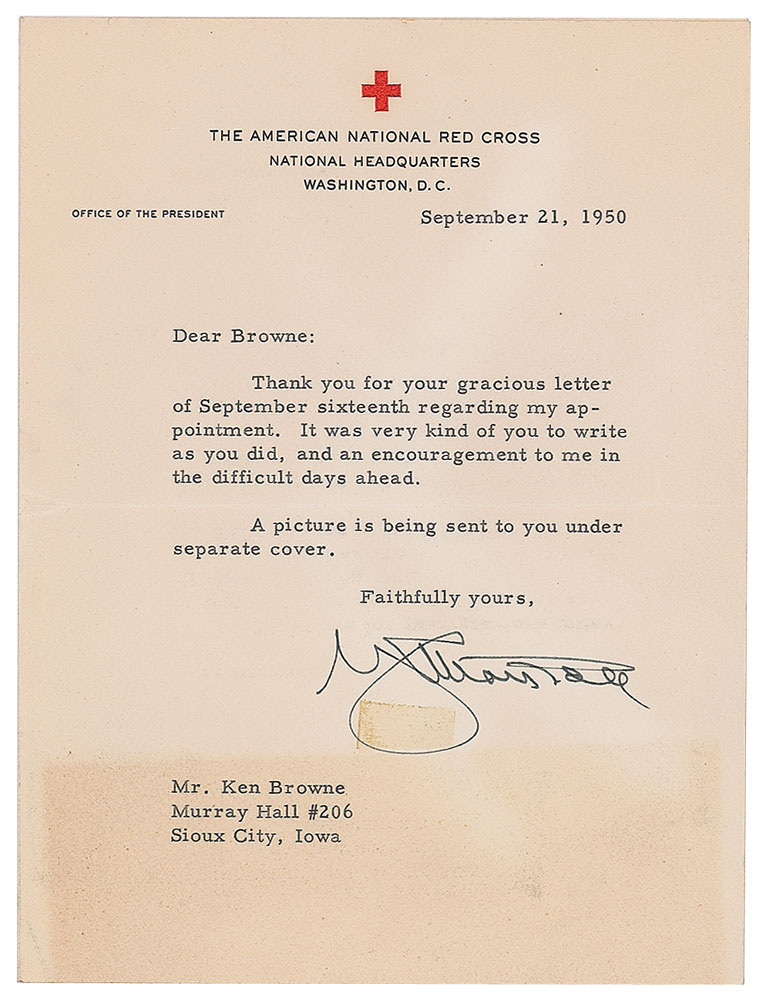 THE AMERICAN NATIONAL RED CROSS
NATIONAL HEADQUARTERS
WASHINGTON, D. C.
OFFICE OF THE PRESIDENT
September 21, 1950
Dear Browne:
Thank you for your gracious letter
of September sixteenth regarding my ap-
pointment. It was very kind of you to write
as you did, and an encouragement to me in
the difficult days ahead.
A picture is being sent to you under
separate cover.
Faithfully yours,
G. C. Marshall
Mr. Ken Browne
Murray Hall #206
Sioux City, Iowa